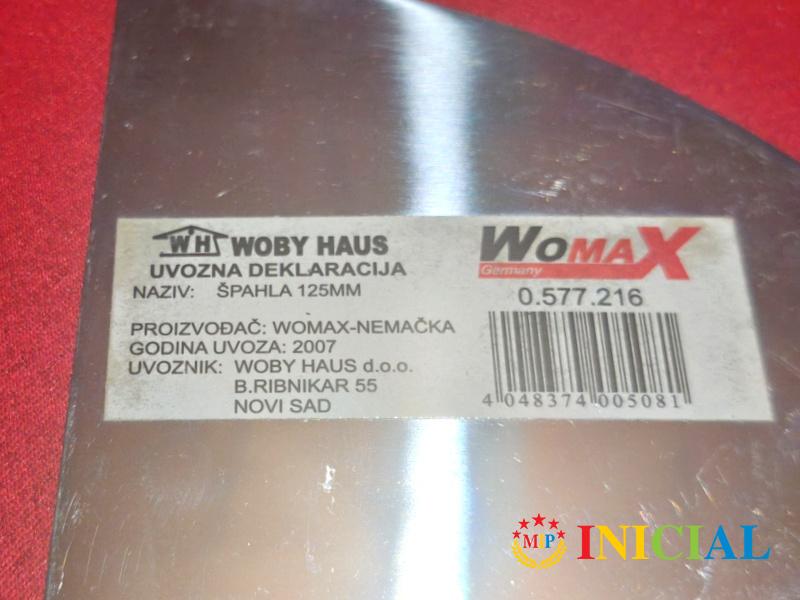 WH WOBY HAUS
UVOZNA DEKLARACIJA
NAZIV: ŠPAHLA 125MM
PROIZVOĐAČ: WOMAX-NEMAČKA
GODINA UVOZA: 2007
UVOZNIK: WOBY HAUS d.o.o.
B.RIBNIKAR 55
NOVI SAD
WOMAX
Germany
0.577.216
4 048374 005081
MIP INICIAL